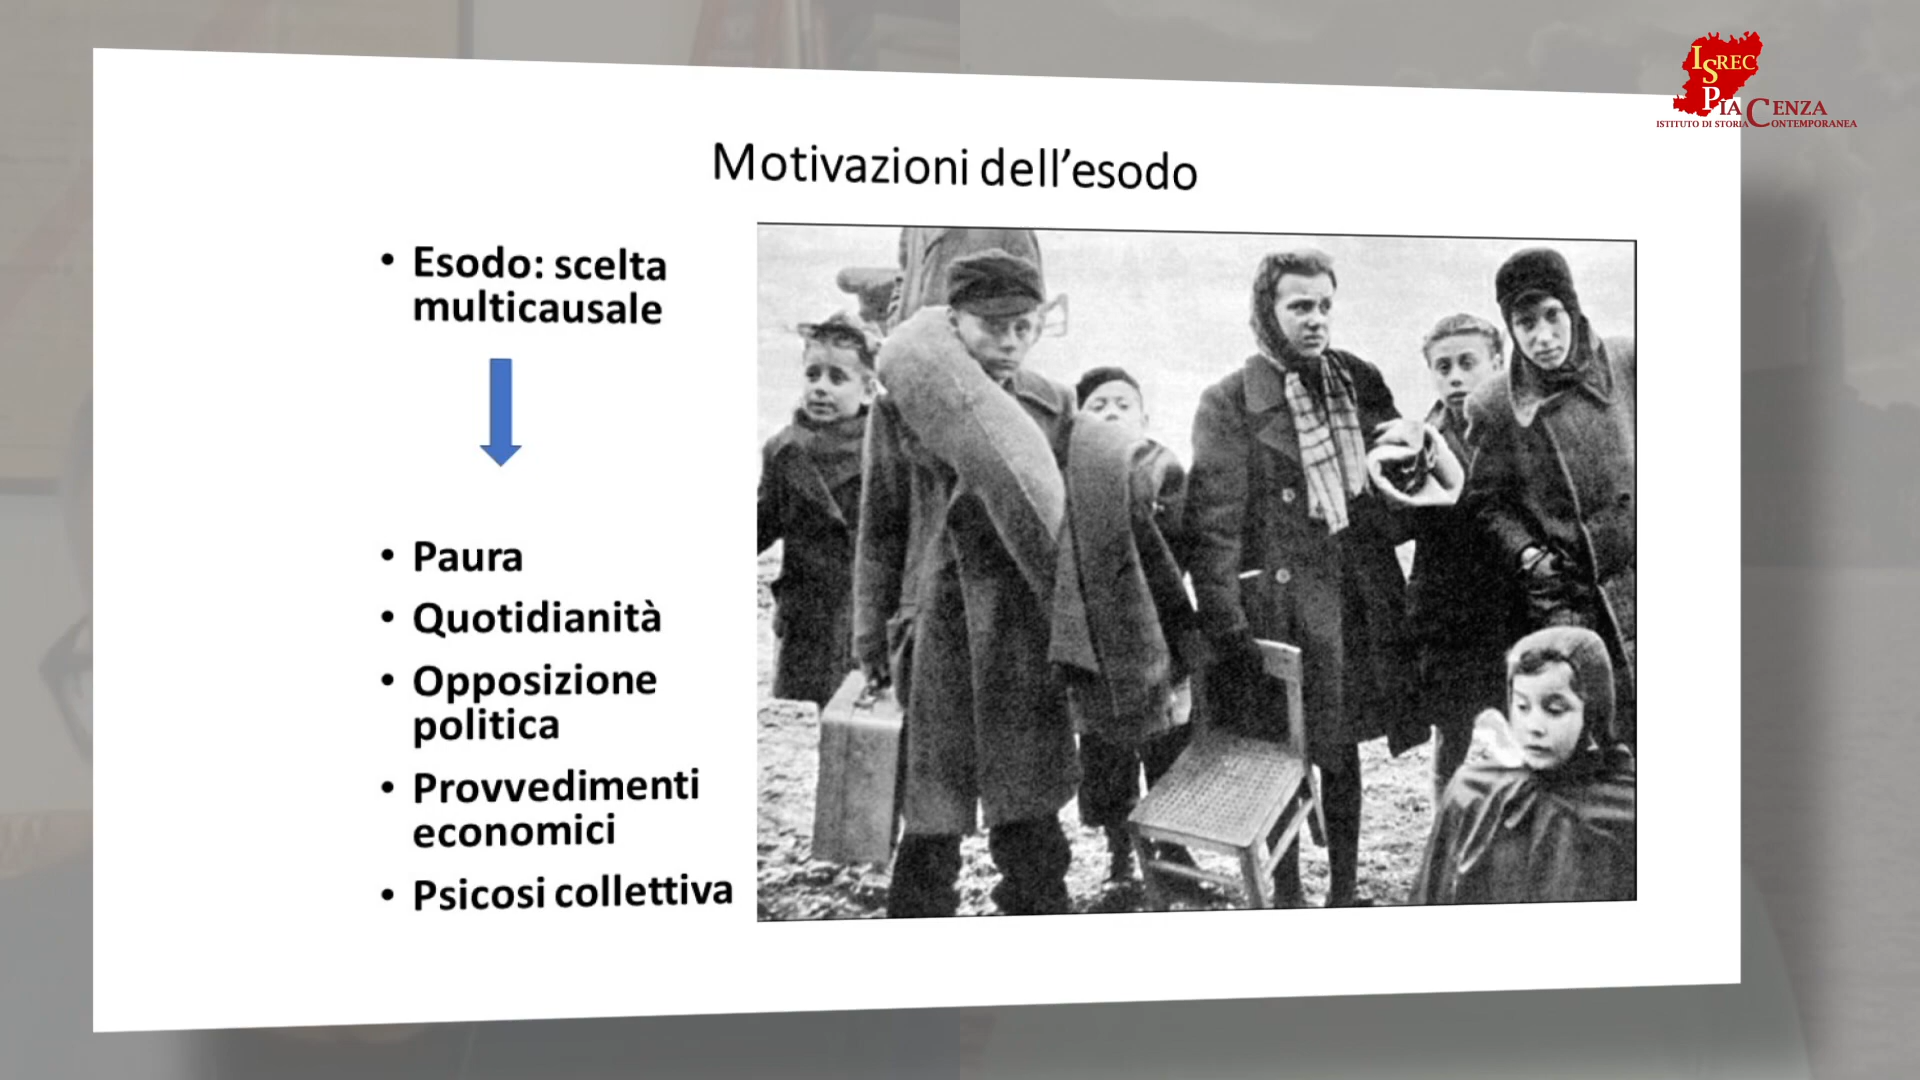 ISREC
PIACENZA
ISTITUTO DI STORIA CONTEMPORANEA
Motivazioni dell’esodo
• Esodo: scelta
multicausale
• Paura
• Quotidianità
• Opposizione
politica
• Provvedimenti
economici
• Psicosi collettiva